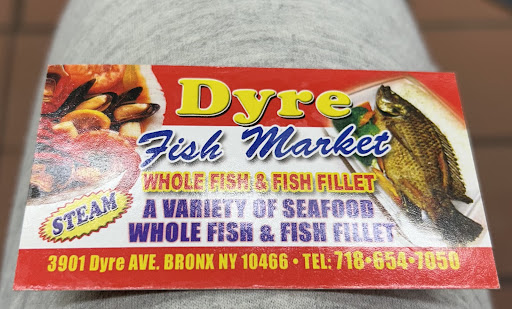 Dyre
Fish Market
WHOLE FISH & FISH FILLET
STEAM
A VARIETY OF SEAFOOD
WHOLE FISH & FISH FILLET
3901 Dyre AVE. BRONX NY 10466 • TEL: 718•654-7050